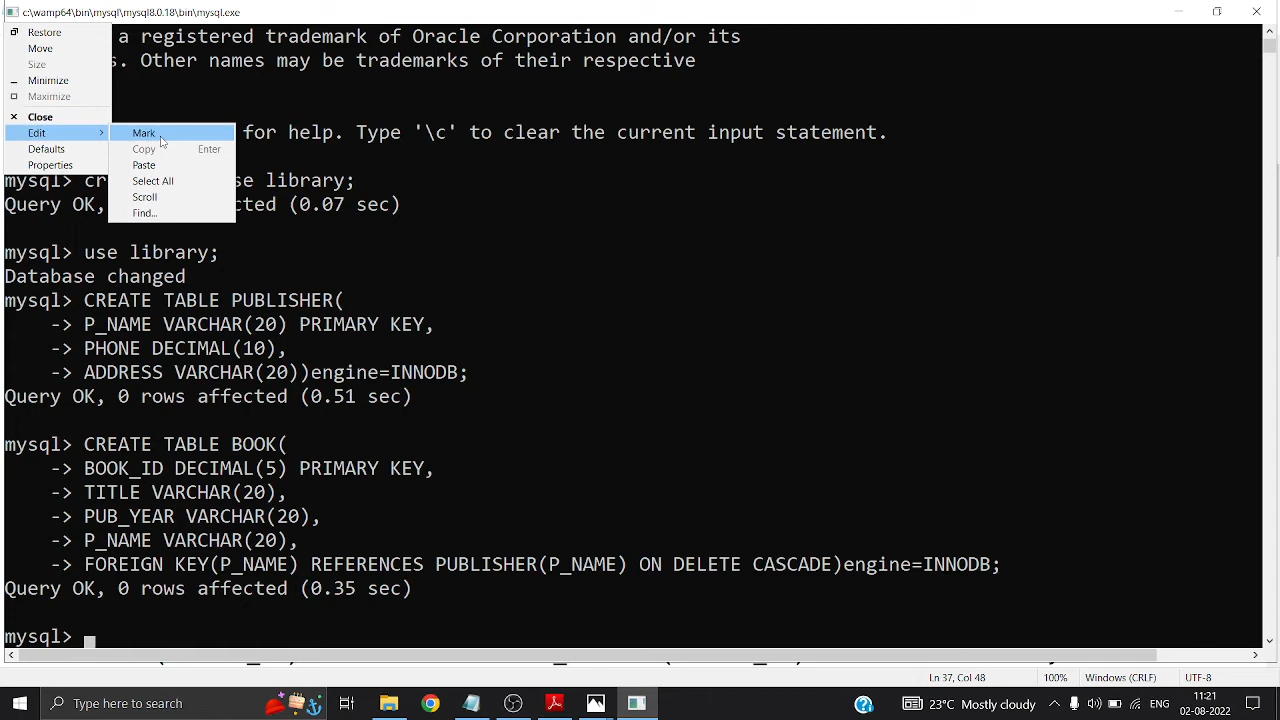 c:\wamp64\bin\mysql\mysql8.0.18\bin\mysql.exe
Restore
Move
Size
Minimize
Maximize
Close
Edit
Defaults
Properties
Mark
Copy Enter
Paste
Select All
Scroll
Find...
a registered trademark of Oracle Corporation and/or its
s. Other names may be trademarks of their respective
for help. Type '\c' to clear the current input statement.
mysql> cr se library;
Query OK, cted (0.07 sec)
mysql> use library;
Database changed
mysql> CREATE TABLE PUBLISHER(
-> P_NAME VARCHAR(20) PRIMARY KEY,
-> PHONE DECIMAL(10),
-> ADDRESS VARCHAR(20))engine=INNODB;
Query OK, 0 rows affected (0.51 sec)
mysql> CREATE TABLE BOOK(
-> BOOK_ID DECIMAL(5) PRIMARY KEY,
-> TITLE VARCHAR(20),
-> PUB_YEAR VARCHAR(20),
-> P_NAME VARCHAR(20),
-> FOREIGN KEY(P_NAME) REFERENCES PUBLISHER(P_NAME) ON DELETE CASCADE)engine=INNODB;
Query OK, 0 rows affected (0.35 sec)
mysql>
Ln 37, Col 48 100% Windows (CRLF) UTF-8
Type here to search
23°C Mostly cloudy
ENG
11:21
02-08-2022